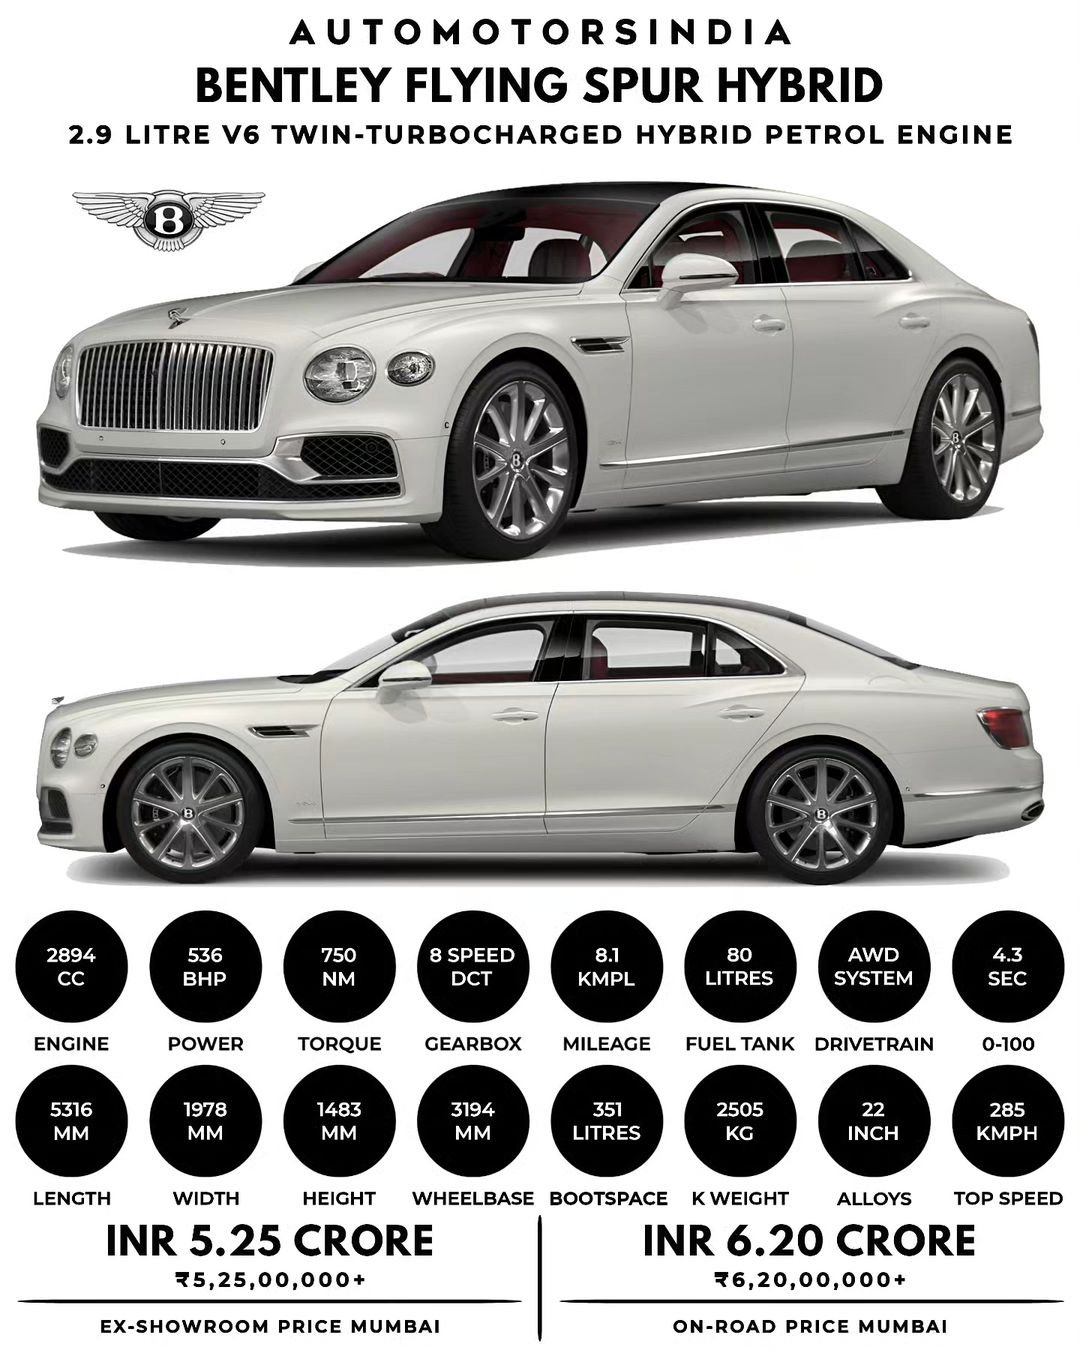 AUTOMOTORSINDIA
BENTLEY FLYING SPUR HYBRID
2.9 LITRE V6 TWIN-TURBOCHARGED HYBRID PETROL ENGINE
B
B
B
B
B
2894 CC
536 BHP
750 NM
8 SPEED DCT
8.1 KMPL
80 LITRES
AWD SYSTEM
4.3 SEC
ENGINE
POWER
TORQUE
GEARBOX
MILEAGE
FUEL TANK
DRIVETRAIN
0-100
5316 MM
1978 MM
1483 MM
3194 MM
351 LITRES
2505 KG
22 INCH
285 KMPH
LENGTH
WIDTH
HEIGHT
WHEELBASE
BOOTSPACE
K WEIGHT
ALLOYS
TOP SPEED
INR 5.25 CRORE
₹5,25,00,000+
EX-SHOWROOM PRICE MUMBAI
INR 6.20 CRORE
₹6,20,00,000+
ON-ROAD PRICE MUMBAI